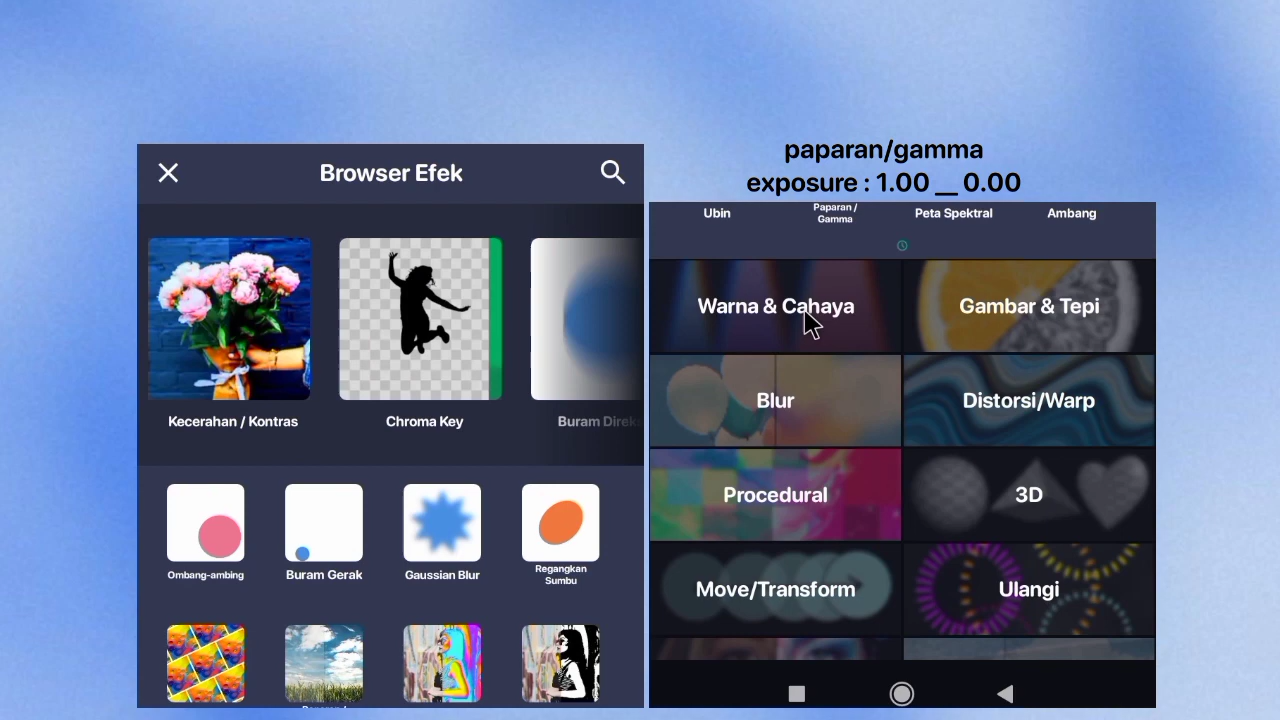 paparan/gamma
exposure : 1.00 __ 0.00
Browser Efek
Kecerahan / Kontras
Chroma Key
Buram Direk
Ombang-ambing
Buram Gerak
Gaussian Blur
Regangkan
Sumbu
Ubin
Paparan /
Gamma
Peta Spektral
Ambang
Warna & Cahaya
Gambar & Tepi
Blur
Distorsi/Warp
Procedural
3D
Move/Transform
Ulangi